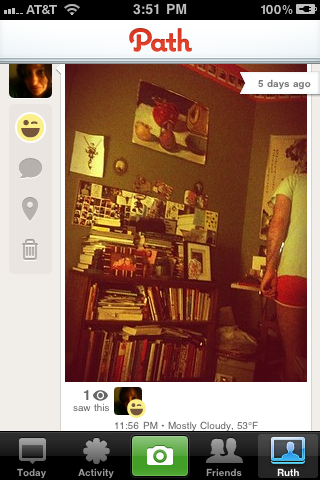 AT&T 3:51 PM 100%
Path
5 days ago
1
saw this
11:56 PM • Mostly Cloudy, 53°F
Today Activity Friends Ruth